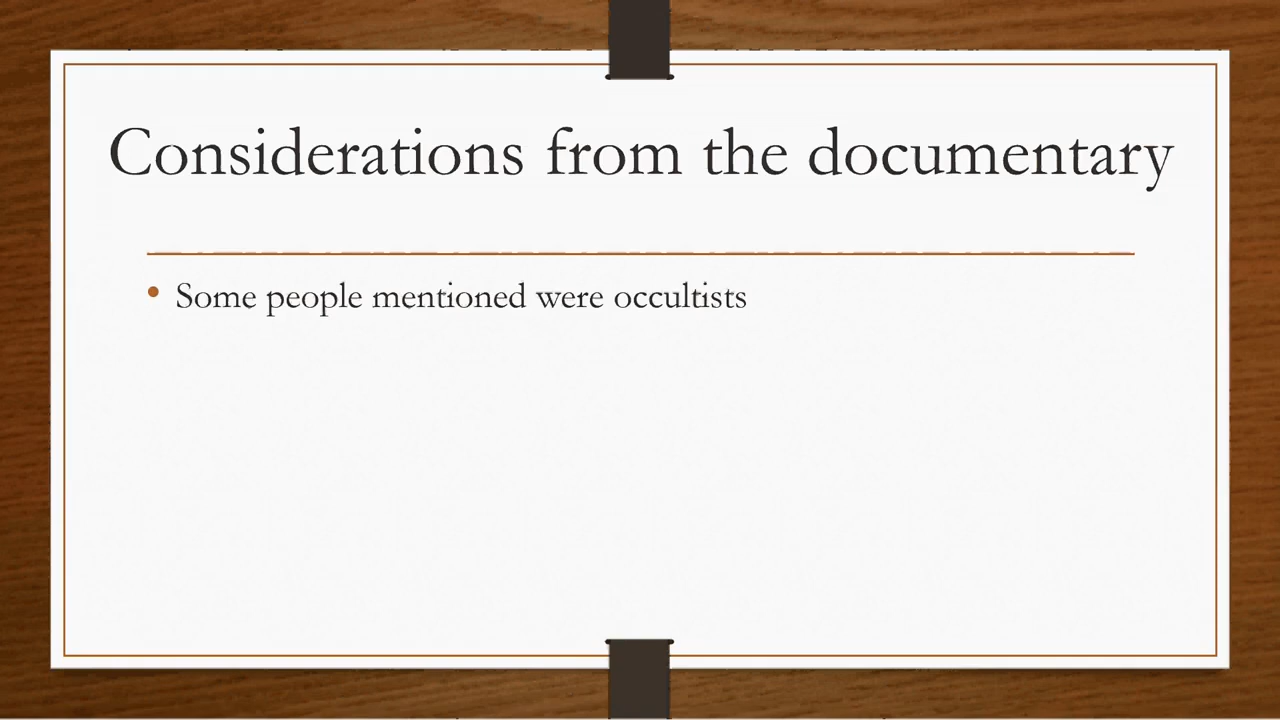 Considerations from the documentary
• Some people mentioned were occultists